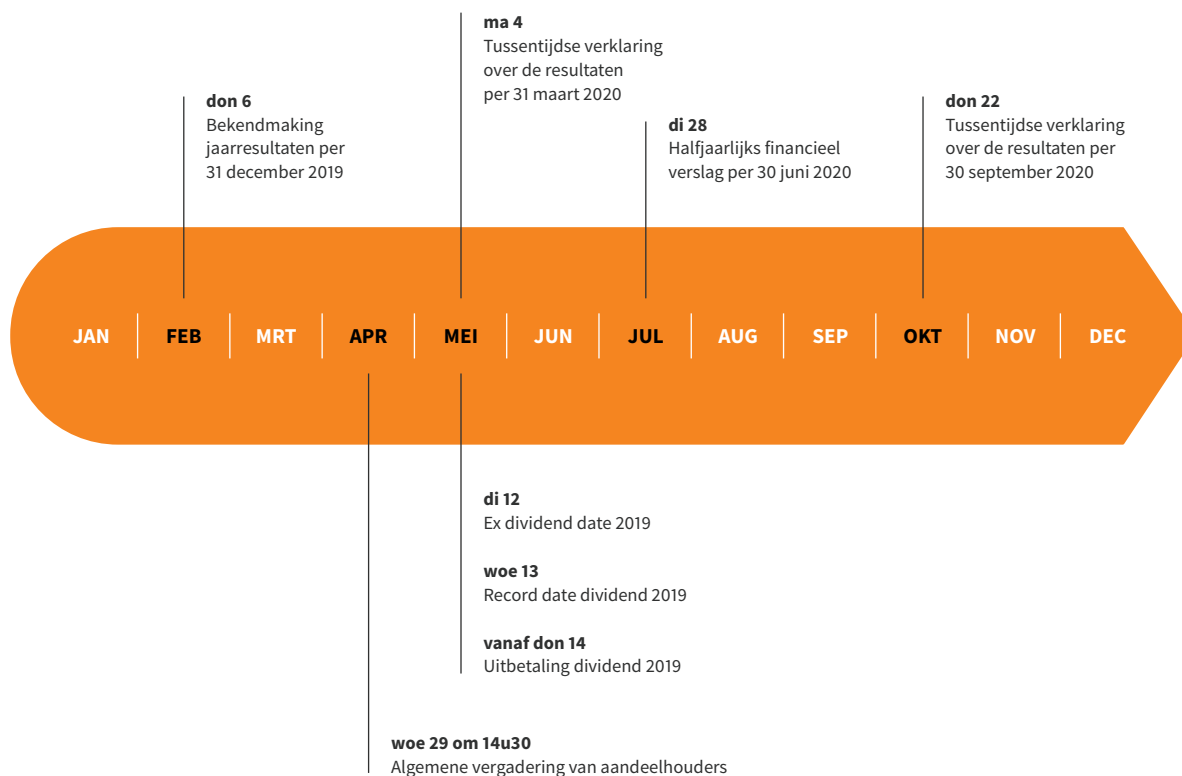 ma 4
Tussentijdse verklaring
over de resultaten
per 31 maart 2020
don 6
Bekendmaking
jaarresultaten per
31 december 2019
di 28
Halfjaarlijks financieel
verslag per 30 juni 2020
don 22
Tussentijdse verklaring
over de resultaten per
30 september 2020
JAN FEB MRT APR MEI JUN JUL AUG SEP OKT NOV DEC
di 12
Ex dividend date 2019
woe 13
Record date dividend 2019
vanaf don 14
Uitbetaling dividend 2019
woe 29 om 14u30
Algemene vergadering van aandeelhouders